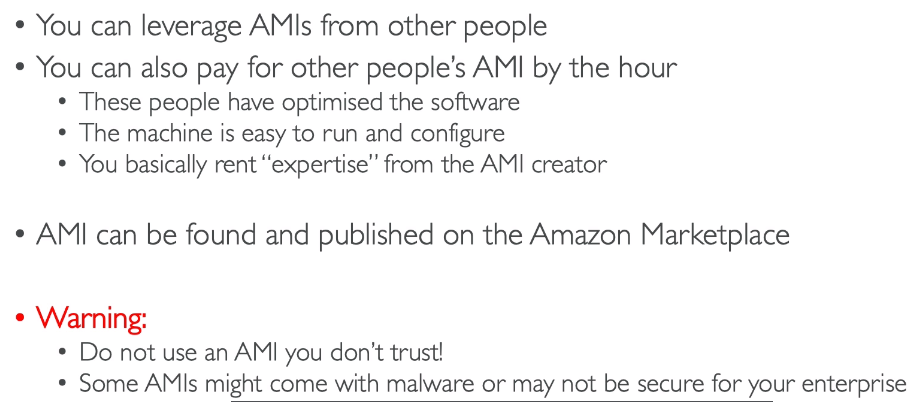 • You can leverage AMIs from other people
• You can also pay for other people's AMI by the hour
• These people have optimised the software
• The machine is easy to run and configure
• You basically rent “expertise” from the AMI creator
• AMI can be found and published on the Amazon Marketplace
• Warning:
• Do not use an AMI you don't trust!
• Some AMIs might come with malware or may not be secure for your enterprise